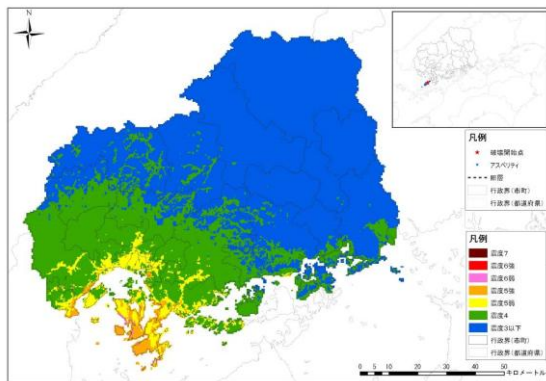 N
凡例
破壊開始点
アスペリティ
断層
行政界(市町)
行政界(都道府県)
凡例
震度7
震度6強
震度6弱
震度5強
震度5弱
震度4
震度3以下
行政界(市町)
行政界(都道府県)
0 5 10 20 30 40 50
キロメートル